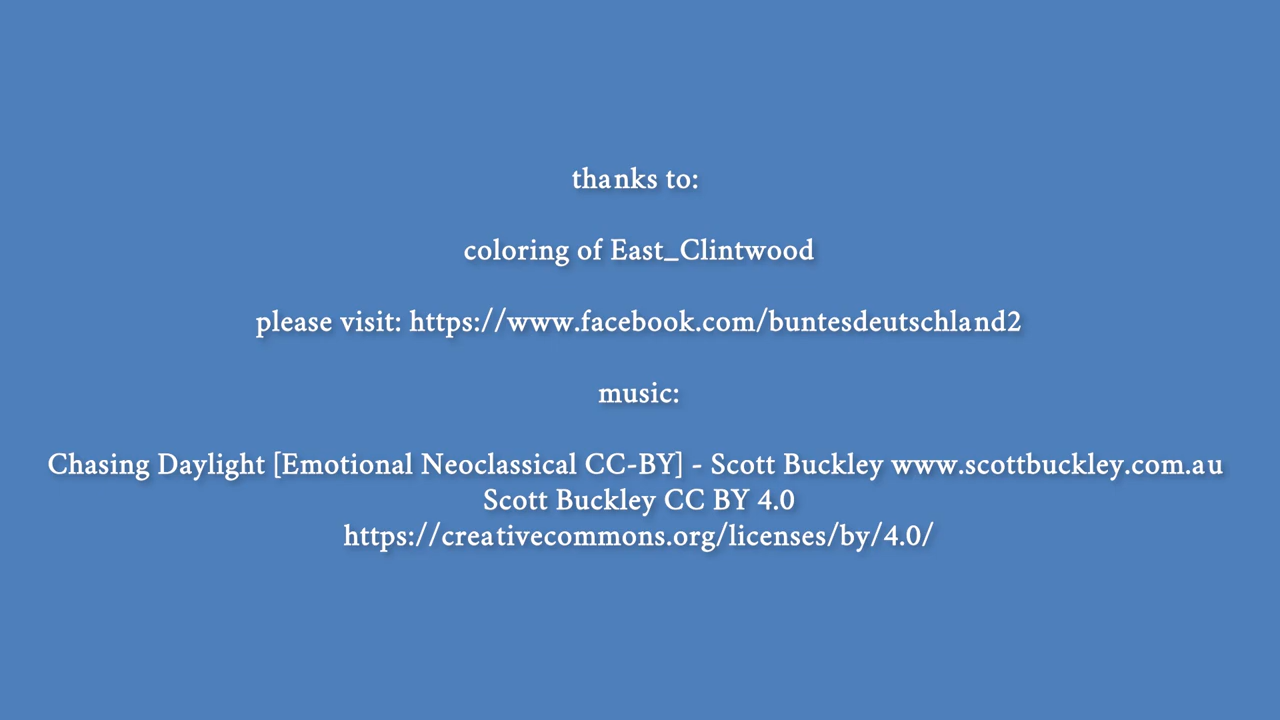 thanks to:
coloring of East_Clintwood
please visit: https://www.facebook.com/buntesdeutschland2
music:
Chasing Daylight [Emotional Neoclassical CC-BY] - Scott Buckley www.scottbuckley.com.au
Scott Buckley CC BY 4.0
https://creativecommons.org/licenses/by/4.0/